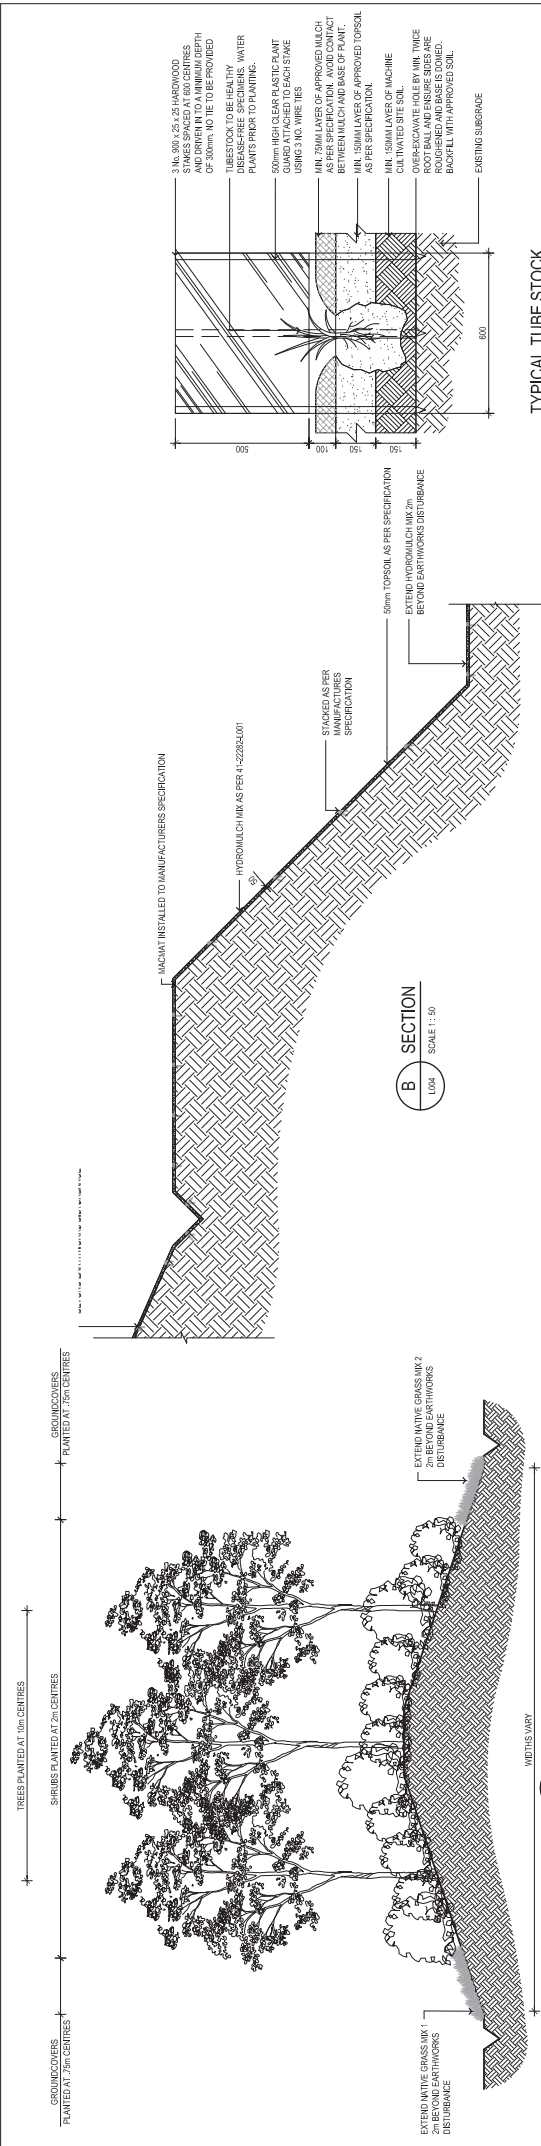 GROUNDCOVERS
PLANTED AT .75m CENTRES
TREES PLANTED AT 10m CENTRES
SHRUBS PLANTED AT 2m CENTRES
GROUNDCOVERS
PLANTED AT .75m CENTRES
EXTEND NATIVE GRASS MIX 1
2m BEYOND EARTHWORKS
DISTURBANCE
EXTEND NATIVE GRASS MIX 2
2m BEYOND EARTHWORKS
DISTURBANCE
WIDTHS VARY
MACMAT INSTALLED TO MANUFACTURERS SPECIFICATION
HYDROMULCH MIX AS PER 41-22282-L001
50
STACKED AS PER
MANUFACTURES
SPECIFICATION
50mm TOPSOIL AS PER SPECIFICATION
EXTEND HYDROMULCH MIX 2m
BEYOND EARTHWORKS DISTURBANCE
B
L004
SECTION
SCALE 1 : 50
3 No. 900 x 25 x 25 HARDWOOD
STAKES SPACED AT 600 CENTRES
AND DRIVEN IN TO A MINIMUM DEPTH
OF 300mm. NO TIE TO BE PROVIDED
TUBESTOCK TO BE HEALTHY
DISEASE-FREE SPECIMENS. WATER
PLANTS PRIOR TO PLANTING.
500mm HIGH CLEAR PLASTIC PLANT
GUARD ATTACHED TO EACH STAKE
USING 3 NO. WIRE TIES
MIN. 75MM LAYER OF APPROVED MULCH
AS PER SPECIFICATION. AVOID CONTACT
BETWEEN MULCH AND BASE OF PLANT.
MIN. 150MM LAYER OF APPROVED TOPSOIL
AS PER SPECIFICATION.
MIN. 150MM LAYER OF MACHINE
CULTIVATED SITE SOIL.
OVER-EXCAVATE HOLE BY MIN. TWICE
ROOT BALL AND ENSURE SIDES ARE
ROUGHENED AND BASE IS DOMED.
BACKFILL WITH APPROVED SOIL.
EXISTING SUBGRADE
500
100
150
150
600
TYPICAL TUBE STOCK